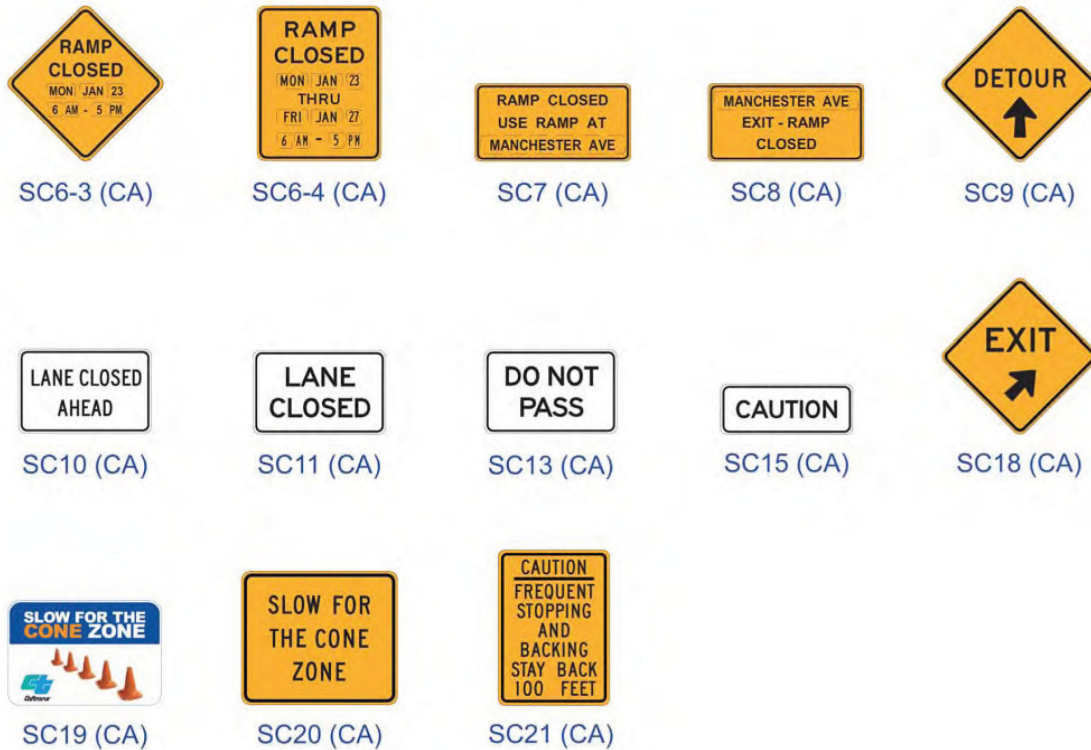 RAMP
CLOSED
MON JAN 23
6 AM - 5 PM
SC6-3 (CA)
RAMP
CLOSED
MON JAN 23
THRU
FRI JAN 27
6 AM - 5 PM
SC6-4 (CA)
RAMP CLOSED
USE RAMP AT
MANCHESTER AVE
SC7 (CA)
MANCHESTER AVE
EXIT - RAMP
CLOSED
SC8 (CA)
DETOUR
SC9 (CA)
LANE CLOSED
AHEAD
SC10 (CA)
LANE
CLOSED
SC11 (CA)
DO NOT
PASS
SC13 (CA)
CAUTION
SC15 (CA)
EXIT
SC18 (CA)
SLOW FOR THE
CONE ZONE
ct
Caltrans
SC19 (CA)
SLOW FOR
THE CONE
ZONE
SC20 (CA)
CAUTION
FREQUENT
STOPPING
AND
BACKING
STAY BACK
100 FEET
SC21 (CA)